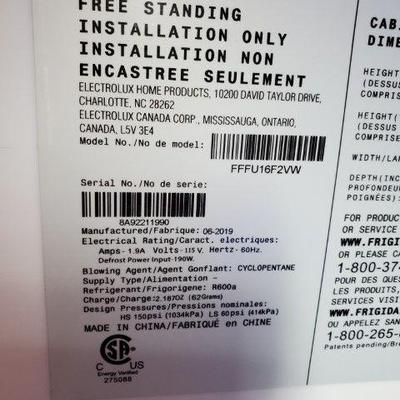 FREE STANDING
INSTALLATION ONLY
INSTALLATION NON
ENCASTREE SEULEMENT
ELECTROLUX HOME PRODUCTS, 10200 DAVID TAYLOR DRIVE,
CHARLOTTE, NC 28262
ELECTROLUX CANADA CORP., MISSISSAUGA, ONTARIO,
CANADA, L5V 3E4
Model No./No de model:
FFFU16F2VW
Serial No./No de serie:
8A92211990
Manufactured/Fabrique: 06-2019
Electrical Rating/Caract. electriques:
Amps-1.9A Volts-115V Hertz-60Hz.
Defrost Power Input-190W.
Blowing Agent/Agent Gonflant: CYCLOPENTANE
Supply Type/Alimentation -
Refrigerant/Frigorigene: R600a
Charge/Charge:2.187OZ (62Grams)
Design Pressures/Pressions nominales:
HS 150psi (1034kPa) LS 60psi (414kPa)
MADE IN CHINA/FABRIQUÉ EN CHINE
C US
Energy Verified
275088
CAB
DIME
HEIGHT
(DESSUS
COMPRIS
HEIGHT(
(DESSUS
COMPRIS
WIDTH/LA
DEPTH(INC
PROFONDEU
POIGNEES
FOR PRODUC
OR SERVICE
WWW.FRIGID
OR PLEASE CA
1-800-374
POUR DES QUES
LES PRODUITS,
SERVICES VISITE
WWW.FRIGIDA
OU APPELEZ SAN
1-800-265-
Patents pending/Bre